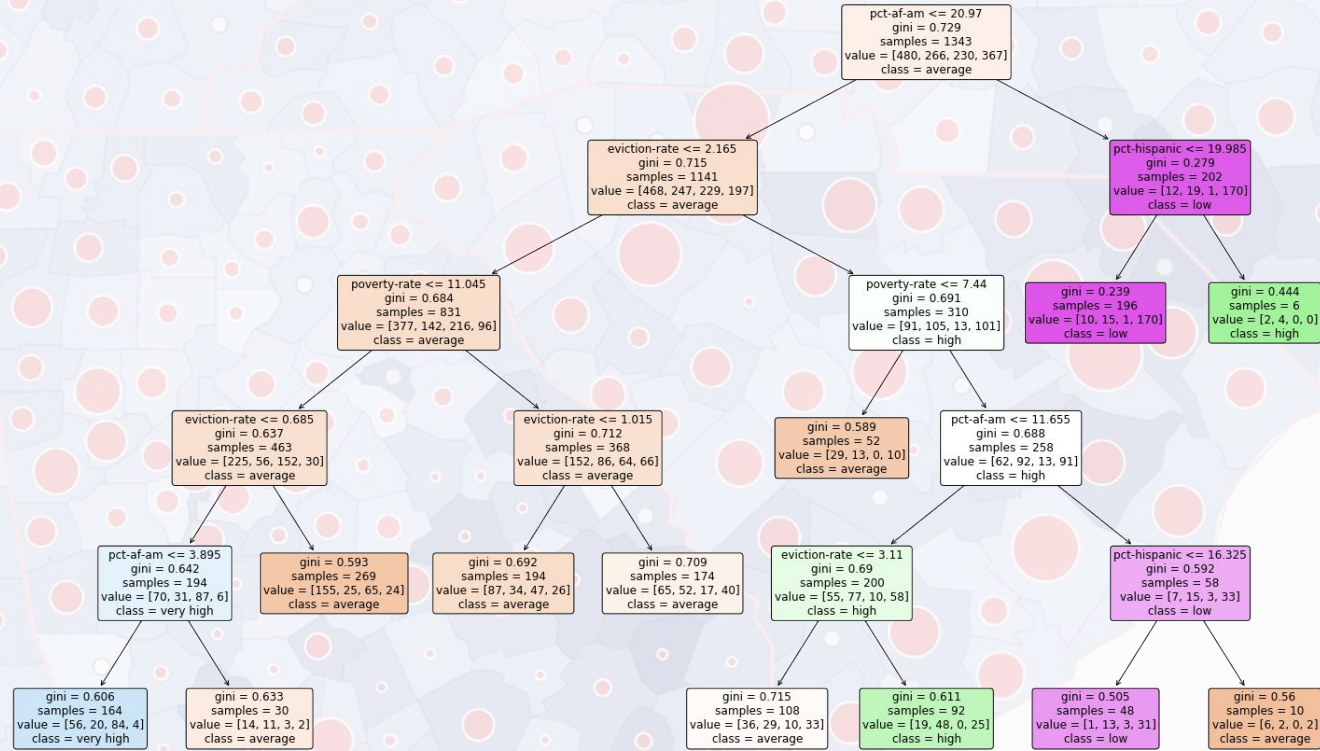 pct-af-am <= 20.97
gini = 0.729
samples = 1343
value = [480, 266, 230, 367]
class = average
eviction-rate <= 2.165
gini = 0.715
samples = 1141
value = [468, 247, 229, 197]
class = average
pct-hispanic <= 19.985
gini = 0.279
samples = 202
value = [12, 19, 1, 170]
class = low
poverty-rate <= 11.045
gini = 0.684
samples = 831
value = [377, 142, 216, 96]
class = average
poverty-rate <= 7.44
gini = 0.691
samples = 310
value = [91, 105, 13, 101]
class = high
gini = 0.239
samples = 196
value = [10, 15, 1, 170]
class = low
gini = 0.444
samples = 6
value = [2, 4, 0, 0]
class = high
eviction-rate <= 0.685
gini = 0.637
samples = 463
value = [225, 56, 152, 30]
class = average
eviction-rate <= 1.015
gini = 0.712
samples = 368
value = [152, 86, 64, 66]
class = average
gini = 0.589
samples = 52
value = [29, 13, 0, 10]
class = average
pct-af-am <= 11.655
gini = 0.688
samples = 258
value = [62, 92, 13, 91]
class = high
pct-af-am <= 3.895
gini = 0.642
samples = 194
value = [70, 31, 87, 6]
class = very high
gini = 0.593
samples = 269
value = [155, 25, 65, 24]
class = average
gini = 0.692
samples = 194
value = [87, 34, 47, 26]
class = average
gini = 0.709
samples = 174
value = [65, 52, 17, 40]
class = average
eviction-rate <= 3.11
gini = 0.69
samples = 200
value = [55, 77, 10, 58]
class = high
pct-hispanic <= 16.325
gini = 0.592
samples = 58
value = [7, 15, 3, 33]
class = low
gini = 0.606
samples = 164
value = [56, 20, 84, 4]
class = very high
gini = 0.633
samples = 30
value = [14, 11, 3, 2]
class = average
gini = 0.715
samples = 108
value = [36, 29, 10, 33]
class = average
gini = 0.611
samples = 92
value = [19, 48, 0, 25]
class = high
gini = 0.505
samples = 48
value = [1, 13, 3, 31]
class = low
gini = 0.56
samples = 10
value = [6, 2, 0, 2]
class = average